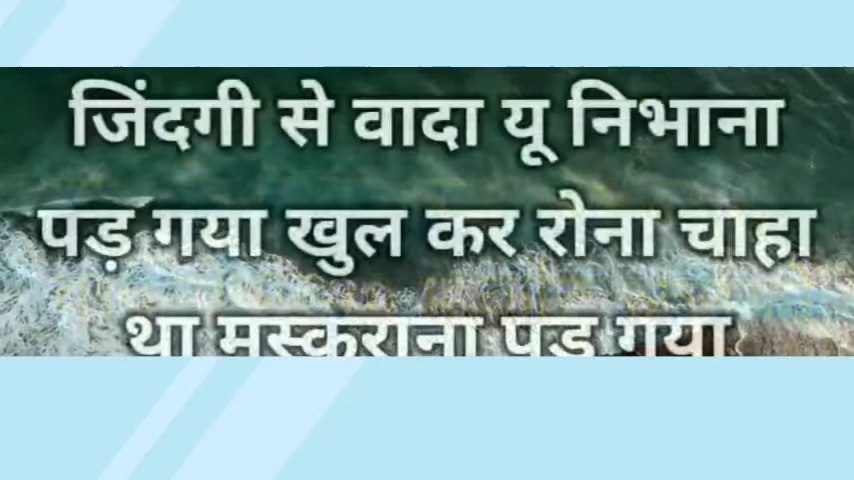 जिंदगी से वादा यू निभाना
पड़ गया खुल कर रोना चाहा
था मुस्कुराना पड़ गया